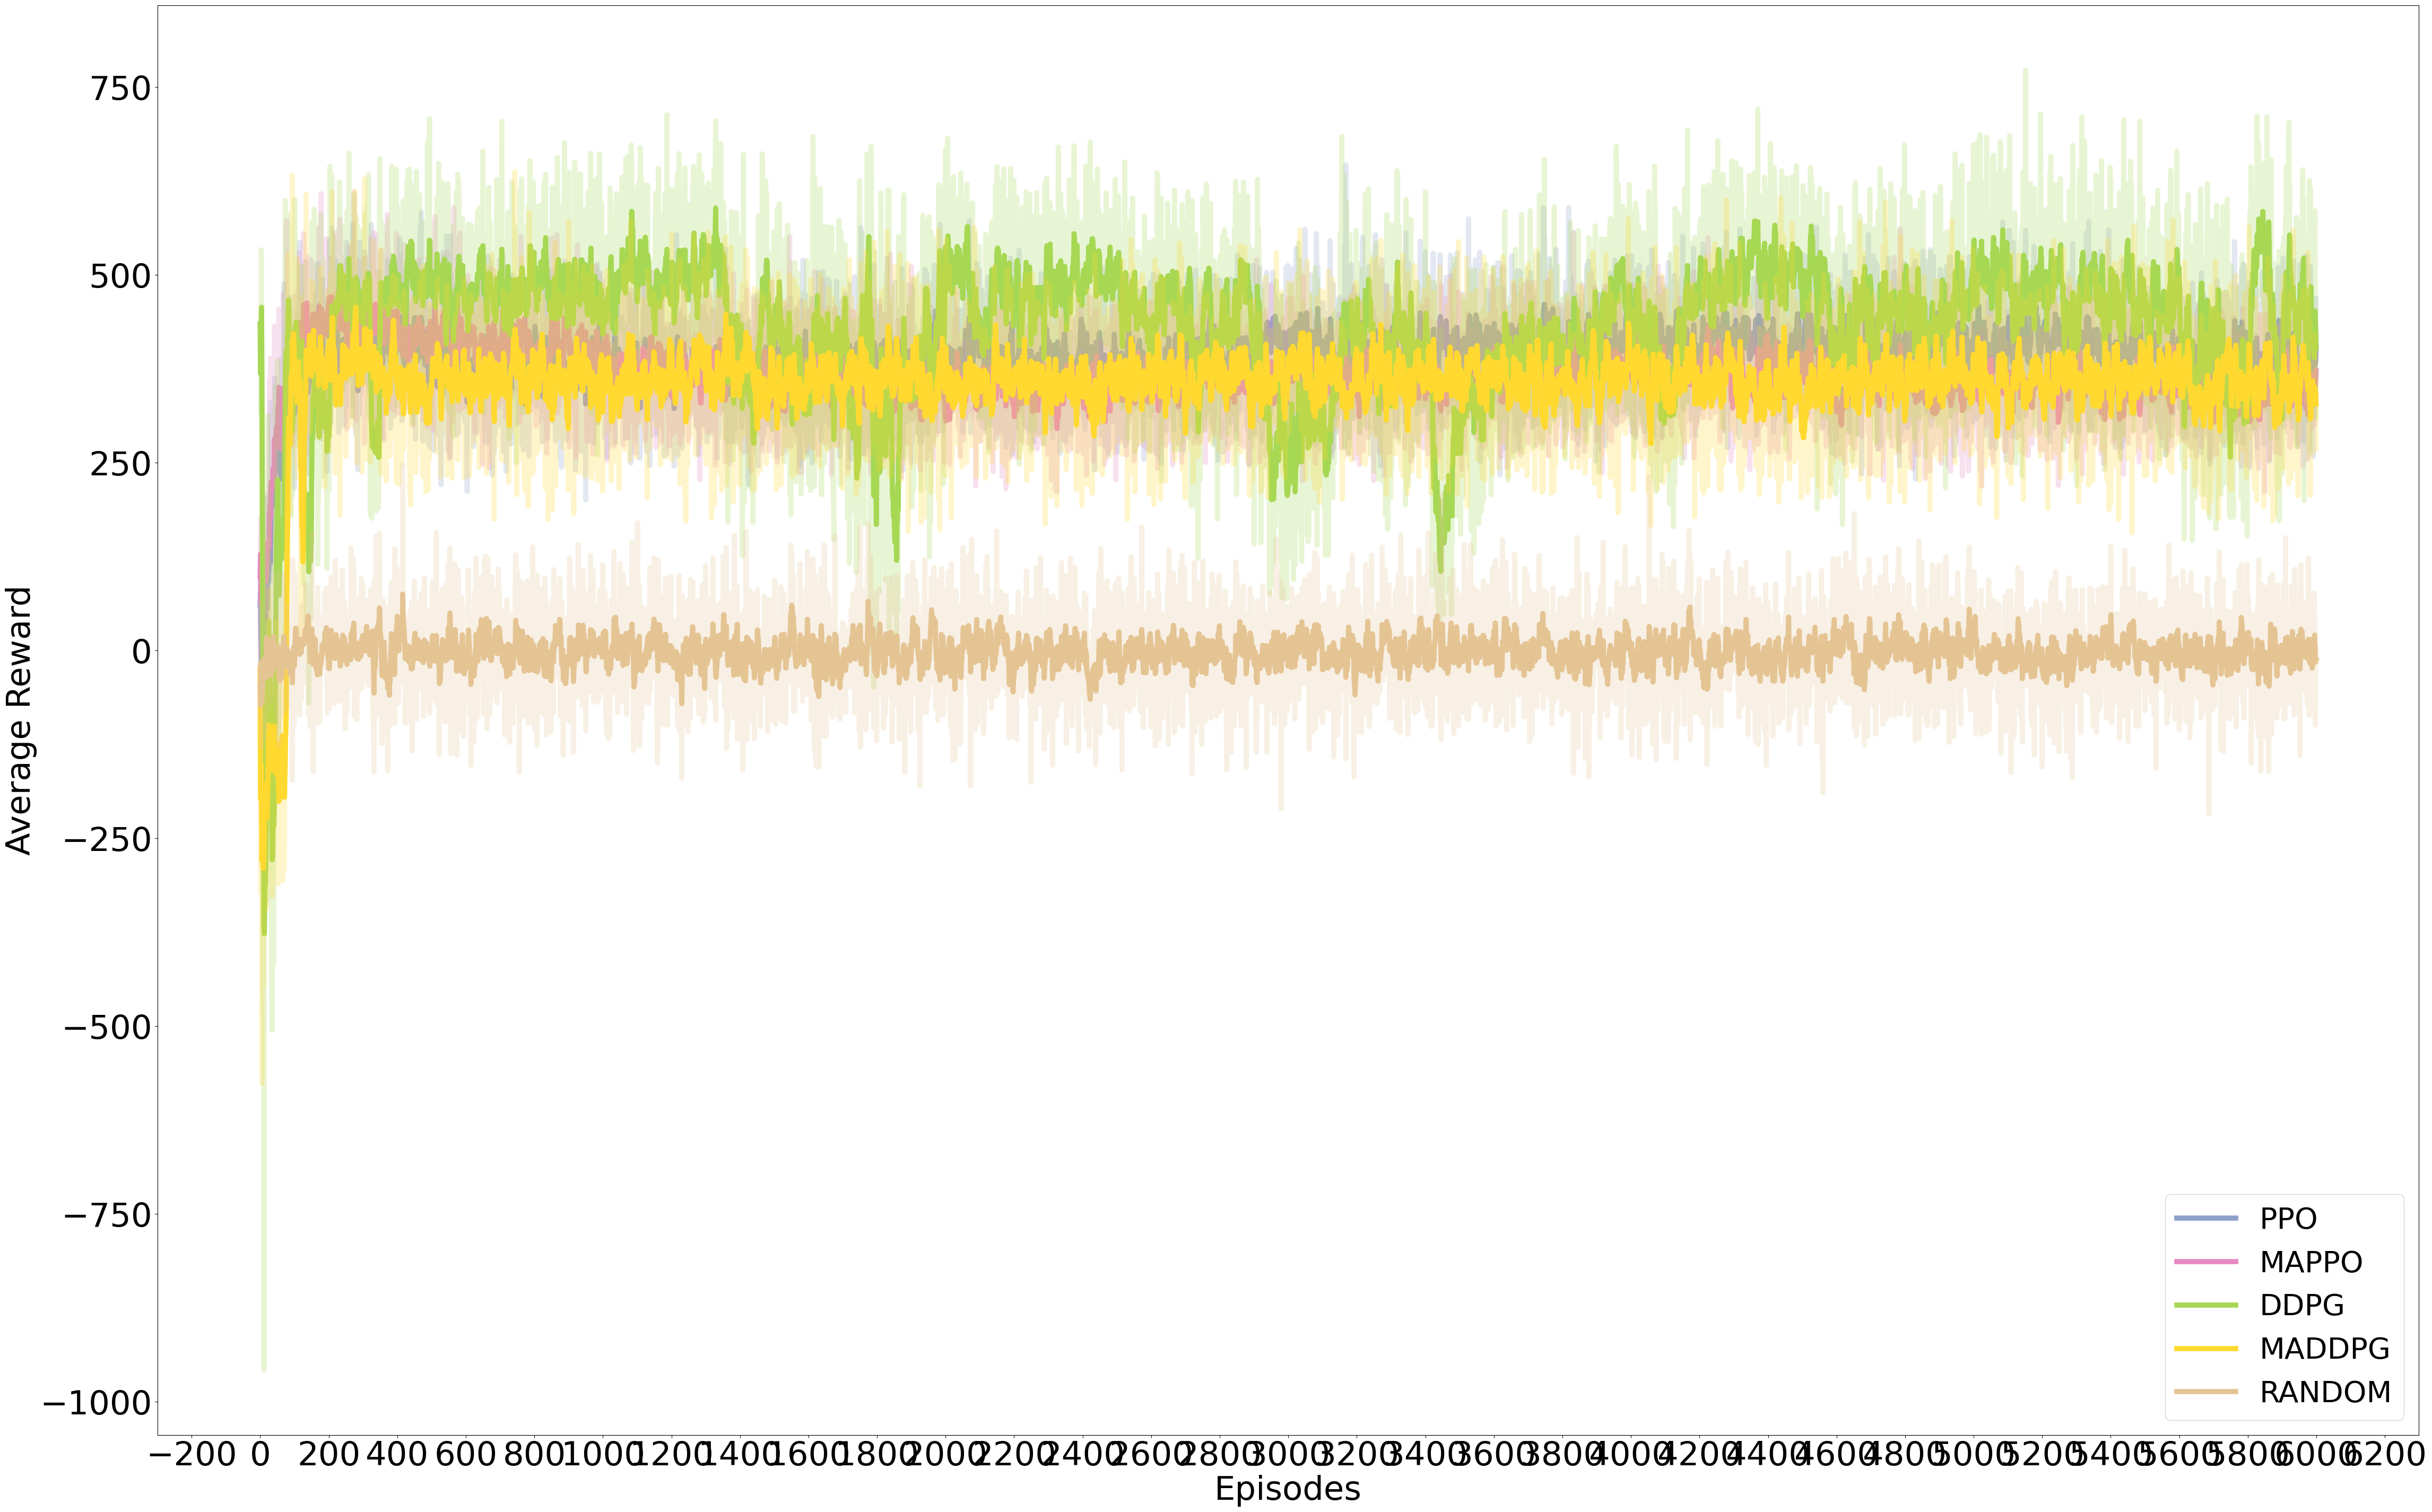 Average Reward
750
500
250
0
−250
−500
−750
−1000
−200 0 200 400 600 800 1000 1200 1400 1600 1800 2000 2200 2400 2600 2800 3000 3200 3400 3600 3800 4000 4200 4400 4600 4800 5000 5200 5400 5600 5800 6000 6200
Episodes
PPO
MAPPO
DDPG
MADDPG
RANDOM